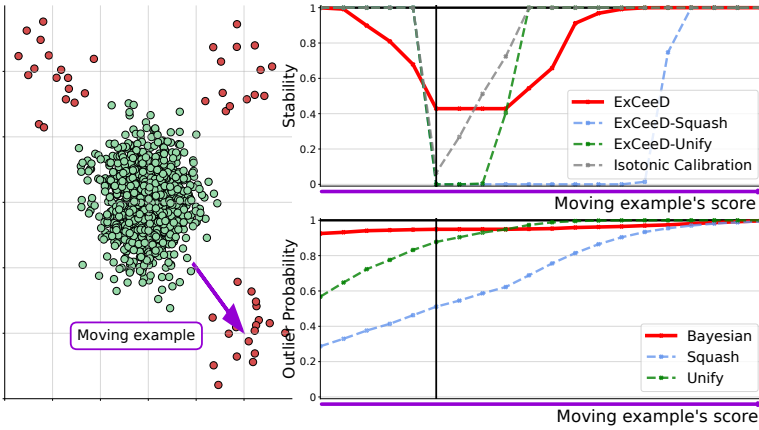 Moving example
Stability
1
0.8
0.6
0.4
0.2
0
ExCeeD
ExCeeD-Squash
ExCeeD-Unify
Isotonic Calibration
Moving example's score
Outlier Probability
1
0.8
0.6
0.4
0.2
0
Bayesian
Squash
Unify
Moving example's score